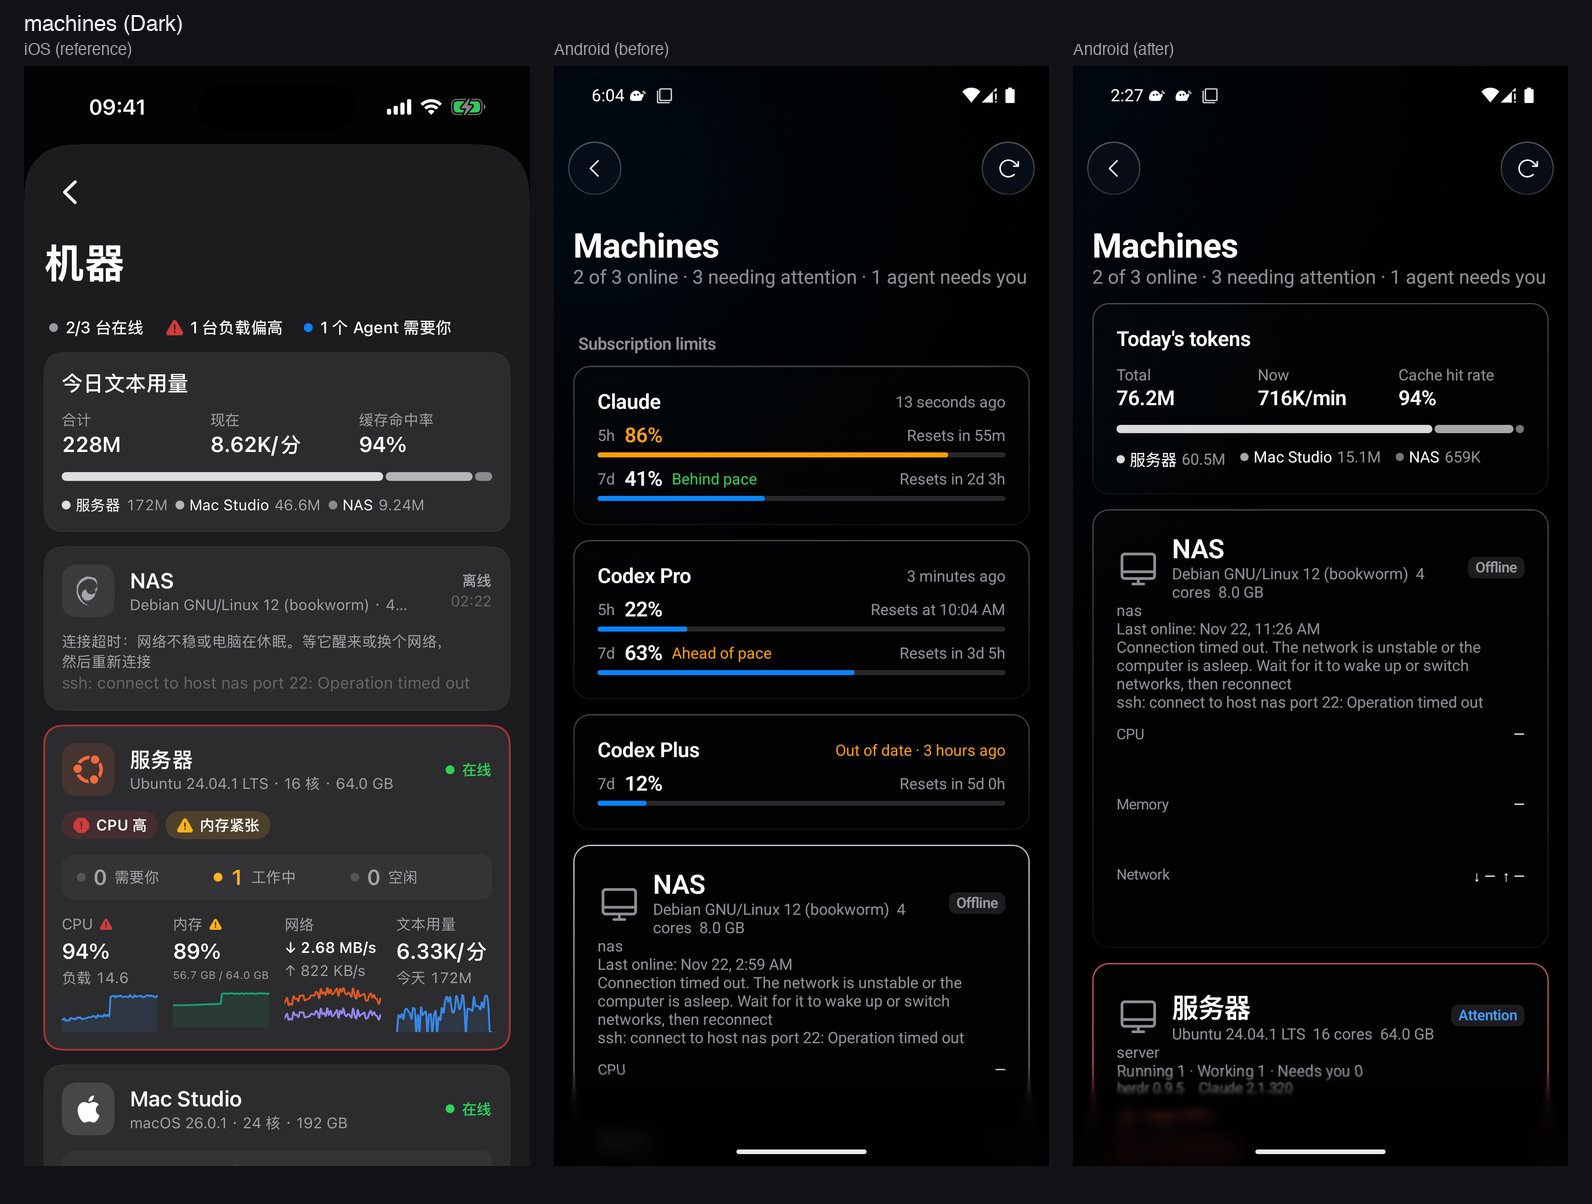 machines (Dark)
iOS (reference)
09:41
机器
2/3 台在线 1 台负载偏高 1 个 Agent 需要你
今日文本用量
合计 现在 缓存命中率
228M 8.62K/分 94%
服务器 172M Mac Studio 46.6M NAS 9.24M
NAS 离线
Debian GNU/Linux 12 (bookworm) · 4... 02:22
连接超时：网络不稳或电脑在休眠。等它醒来或换个网络，
然后重新连接
ssh: connect to host nas port 22: Operation timed out
服务器 在线
Ubuntu 24.04.1 LTS · 16 核 · 64.0 GB
CPU 高 内存紧张
0 需要你 1 工作中 0 空闲
CPU 内存 网络 文本用量
94% 89% ↓ 2.68 MB/s 6.33K/分
负载 14.6 56.7 GB / 64.0 GB ↑ 822 KB/s 今天 172M
Mac Studio 在线
macOS 26.0.1 · 24 核 · 192 GB
Android (before)
6:04
Machines
2 of 3 online · 3 needing attention · 1 agent needs you
Subscription limits
Claude 13 seconds ago
5h 86% Resets in 55m
7d 41% Behind pace Resets in 2d 3h
Codex Pro 3 minutes ago
5h 22% Resets at 10:04 AM
7d 63% Ahead of pace Resets in 3d 5h
Codex Plus Out of date · 3 hours ago
7d 12% Resets in 5d 0h
NAS Offline
Debian GNU/Linux 12 (bookworm) 4
cores 8.0 GB
nas
Last online: Nov 22, 2:59 AM
Connection timed out. The network is unstable or the
computer is asleep. Wait for it to wake up or switch
networks, then reconnect
ssh: connect to host nas port 22: Operation timed out
CPU –
Android (after)
2:27
Machines
2 of 3 online · 3 needing attention · 1 agent needs you
Today's tokens
Total Now Cache hit rate
76.2M 716K/min 94%
服务器 60.5M Mac Studio 15.1M NAS 659K
NAS Offline
Debian GNU/Linux 12 (bookworm) 4
cores 8.0 GB
nas
Last online: Nov 22, 11:26 AM
Connection timed out. The network is unstable or the
computer is asleep. Wait for it to wake up or switch
networks, then reconnect
ssh: connect to host nas port 22: Operation timed out
CPU –
Memory –
Network ↓ – ↑ –
服务器 Attention
Ubuntu 24.04.1 LTS 16 cores 64.0 GB
server
Running 1 · Working 1 · Needs you 0
herdr 0.9.5 Claude 2.1.320